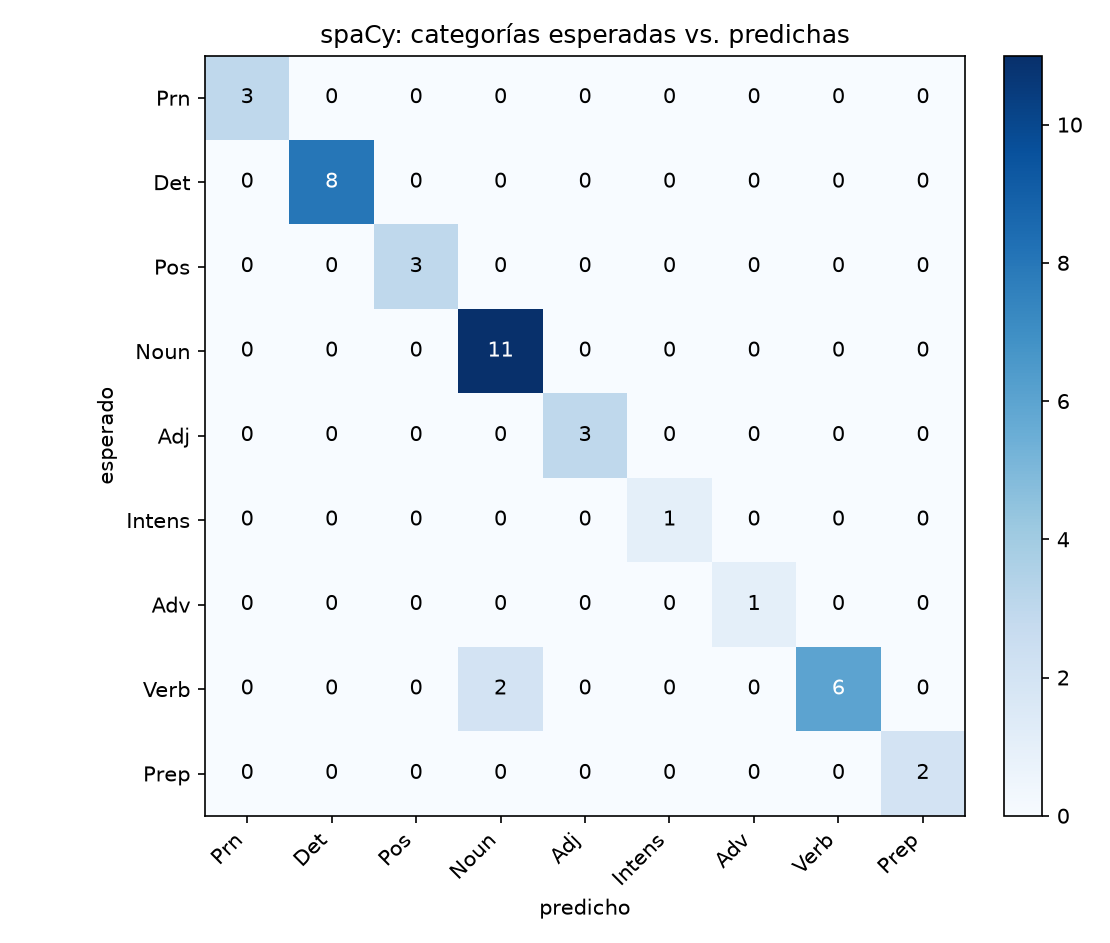 spaCy: categorías esperadas vs. predichas
Prn 3 0 0 0 0 0 0 0 0
Det 0 8 0 0 0 0 0 0 0
Pos 0 0 3 0 0 0 0 0 0
Noun 0 0 0 11 0 0 0 0 0
Adj 0 0 0 0 3 0 0 0 0
Intens 0 0 0 0 0 1 0 0 0
Adv 0 0 0 0 0 0 1 0 0
Verb 0 0 0 2 0 0 0 6 0
Prep 0 0 0 0 0 0 0 0 2
Prn Det Pos Noun Adj Intens Adv Verb Prep
predicho
esperado
10
8
6
4
2
0